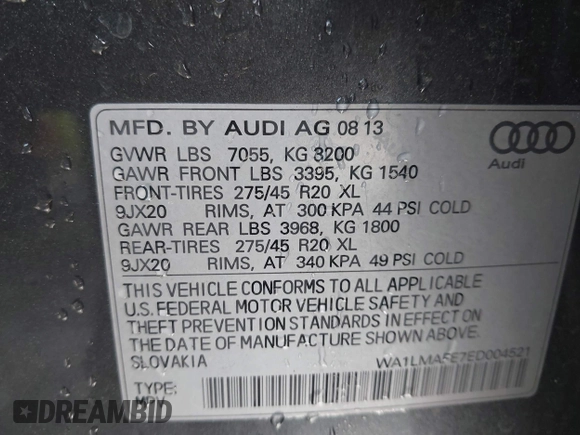 MFD. BY AUDI AG 08 13
GVWR LBS 7055, KG 3200
GAWR FRONT LBS 3395, KG 1540
FRONT-TIRES 275/45 R20 XL
9JX20 RIMS, AT 300 KPA 44 PSI COLD
GAWR REAR LBS 3968, KG 1800
REAR-TIRES 275/45 R20 XL
9JX20 RIMS, AT 340 KPA 49 PSI COLD
Audi
THIS VEHICLE CONFORMS TO ALL APPLICABLE
U.S. FEDERAL MOTOR VEHICLE SAFETY AND
THEFT PREVENTION STANDARDS IN EFFECT ON
THE DATE OF MANUFACTURE SHOWN ABOVE.
SLOVAKIA
WA1LMAFE7ED004521
TYPE:
MPV
DREAMBID